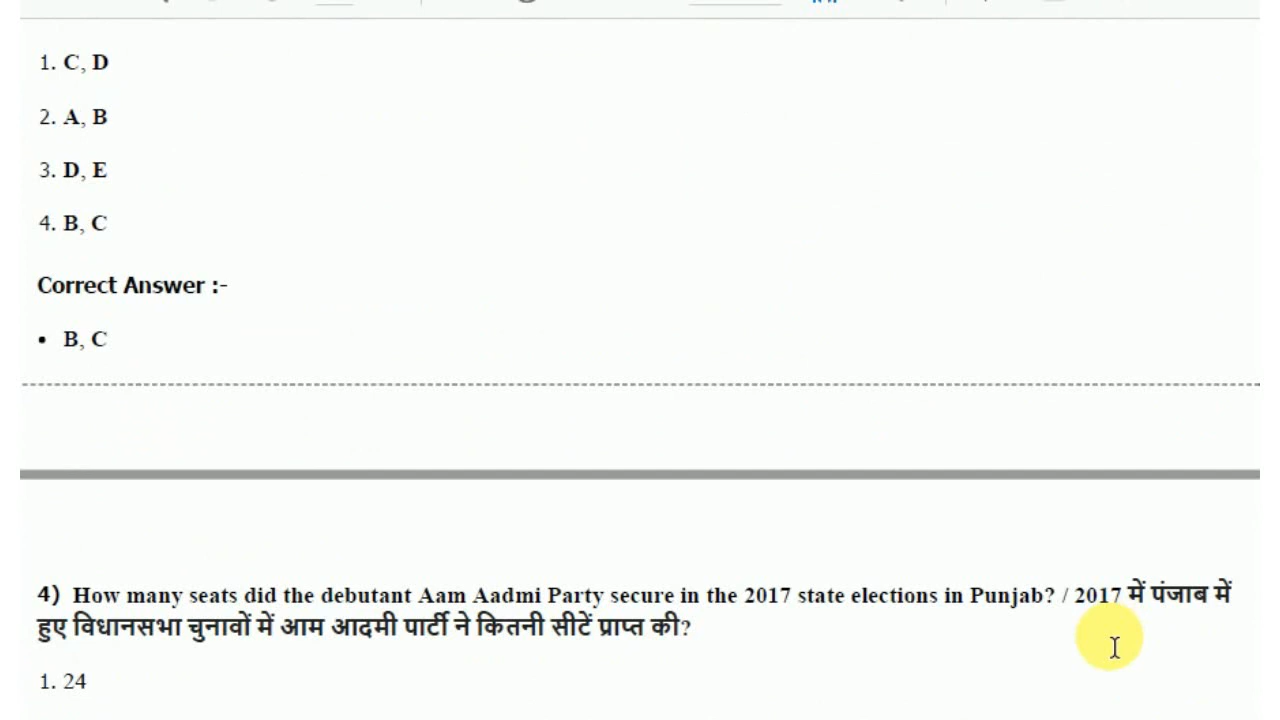 1. C, D
2. A, B
3. D, E
4. B, C
Correct Answer :-
• B, C
4) How many seats did the debutant Aam Aadmi Party secure in the 2017 state elections in Punjab? / 2017 में पंजाब में
हुए विधानसभा चुनावों में आम आदमी पार्टी ने कितनी सीटें प्राप्त की?
1. 24